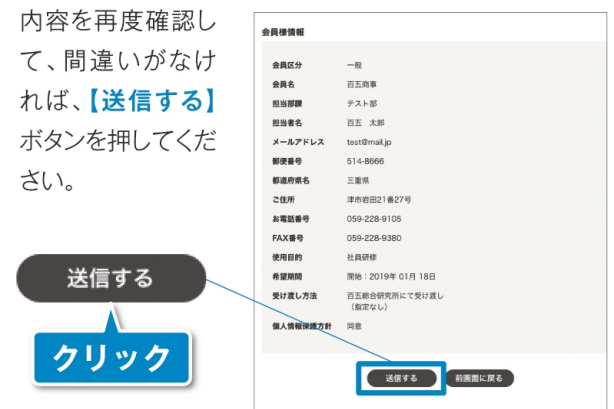 内容を再度確認し
て、間違いがなけ
れば、【送信する】
ボタンを押してくだ
さい。
送信する
クリック
会員様情報
会員区分 一般
会員名 百五商事
担当部課 テスト部
担当者名 百五 太郎
メールアドレス test@mail.jp
郵便番号 514-8666
都道府県名 三重県
ご住所 津市岩田21番27号
お電話番号 059-228-9105
FAX番号 059-228-9380
使用目的 社員研修
希望期間 開始：2019年 01月 18日
受け渡し方法 百五総合研究所にて受け渡し
（指定なし）
個人情報保護方針 同意
送信する 前画面に戻る